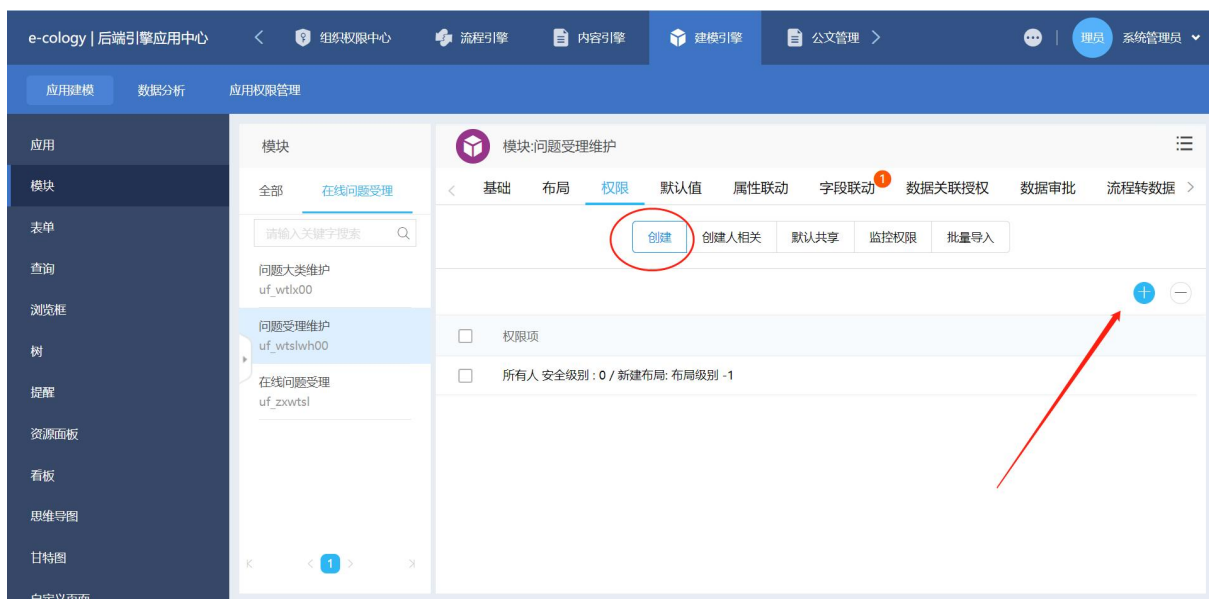 e-cology | 后端引擎应用中心 组织权限中心 流程引擎 内容引擎 建模引擎 公文管理 理员 系统管理员
应用建模 数据分析 应用权限管理
应用
模块
表单
查询
浏览框
树
提醒
资源面板
看板
思维导图
甘特图
自定义页面
模块
全部 在线问题受理
请输入关键字搜索
问题大类维护
uf_wtlx00
问题受理维护
uf_wtslwh00
在线问题受理
uf_zxwtsl
1
模块:问题受理维护
基础 布局 权限 默认值 属性联动 字段联动 1 数据关联授权 数据审批 流程转数据
创建 创建人相关 默认共享 监控权限 批量导入
权限项
所有人 安全级别 : 0 / 新建布局: 布局级别 -1